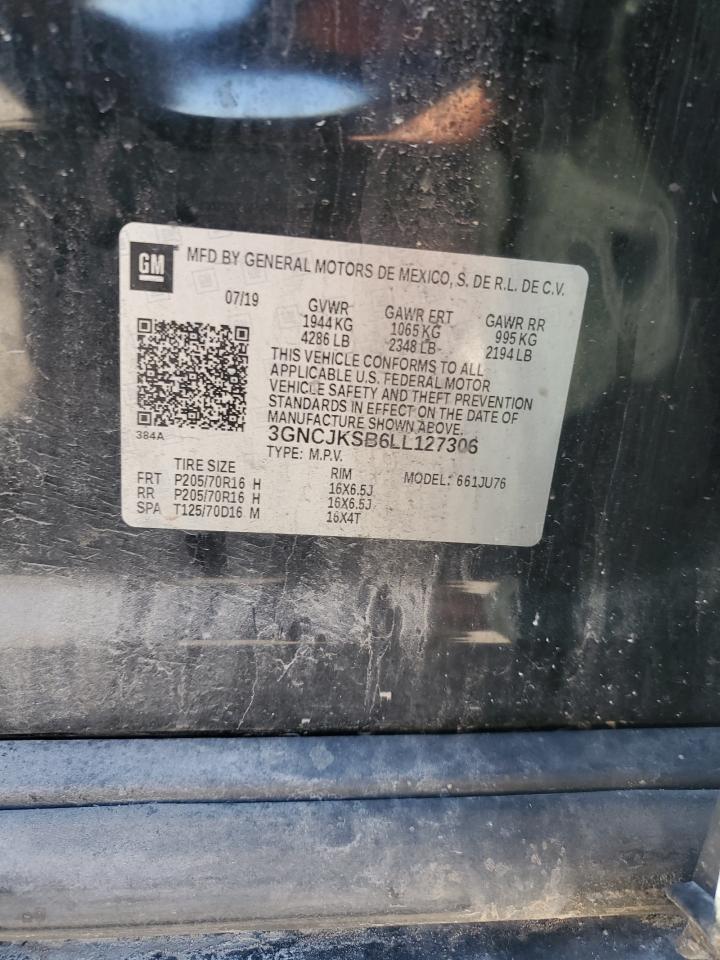 GM
MFD BY GENERAL MOTORS DE MEXICO, S. DE R.L. DE C.V.
07/19 GVWR GAWR FRT GAWR RR
1944 KG 1065 KG 995 KG
4286 LB 2348 LB 2194 LB
THIS VEHICLE CONFORMS TO ALL
APPLICABLE U.S. FEDERAL MOTOR
VEHICLE SAFETY AND THEFT PREVENTION
STANDARDS IN EFFECT ON THE DATE OF
MANUFACTURE SHOWN ABOVE.
384A
3GNCJKSB6LL127306
TYPE: M.P.V.
TIRE SIZE RIM MODEL: 661JU76
FRT P205/70R16 H 16X6.5J
RR P205/70R16 H 16X6.5J
SPA T125/70D16 M 16X4T